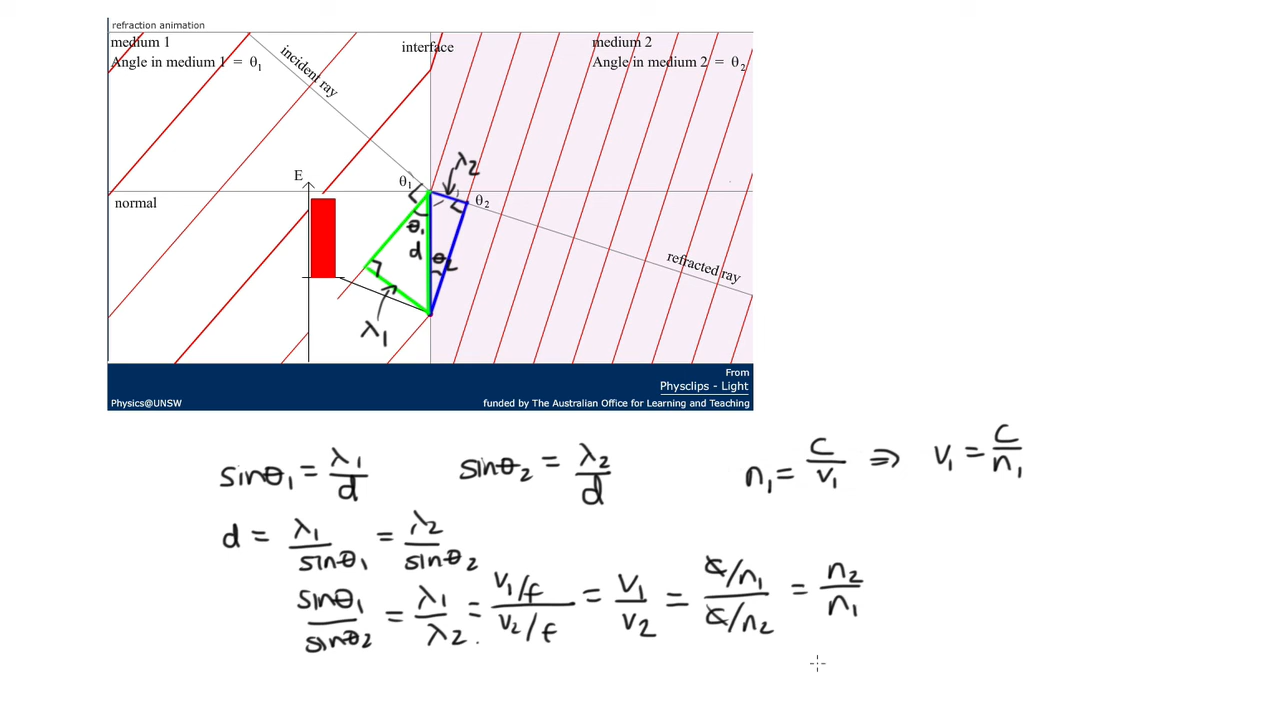 refraction animation
medium 1
interface
medium 2
Angle in medium 1 = θ₁
Angle in medium 2 = θ₂
incident ray
λ2
E
θ₁
θ₂
normal
θ₁
d
θ2
refracted ray
λ1
From
Physclips - Light
Physics@UNSW
funded by The Australian Office for Learning and Teaching
sinθ₁ = λ₁/d
sinθ₂ = λ₂/d
n₁ = c/v₁ ⇒ v₁ = c/n₁
d = λ₁/sinθ₁ = λ₂/sinθ₂
sinθ₁/sinθ₂ = λ₁/λ₂ = (v₁/f)/(v₂/f) = v₁/v₂ = (c/n₁)/(c/n₂) = n₂/n₁